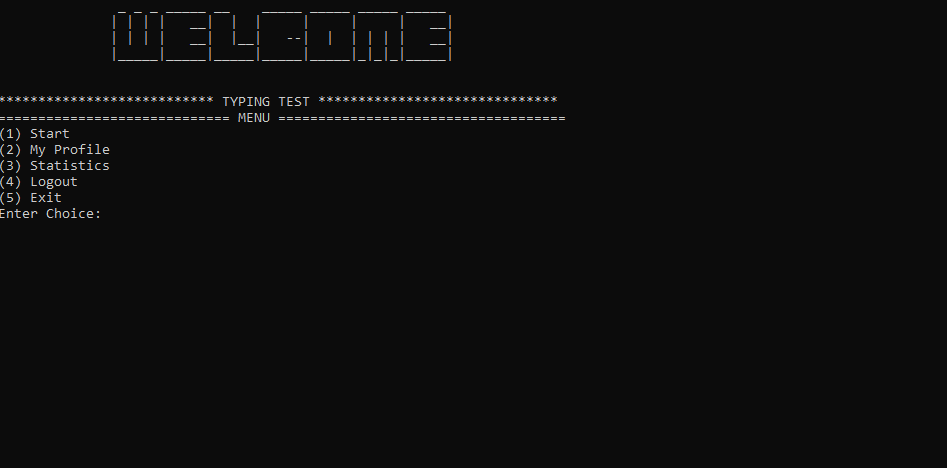 WELCOME
*************************** TYPING TEST ******************************
============================= MENU ====================================
(1) Start
(2) My Profile
(3) Statistics
(4) Logout
(5) Exit
Enter Choice: